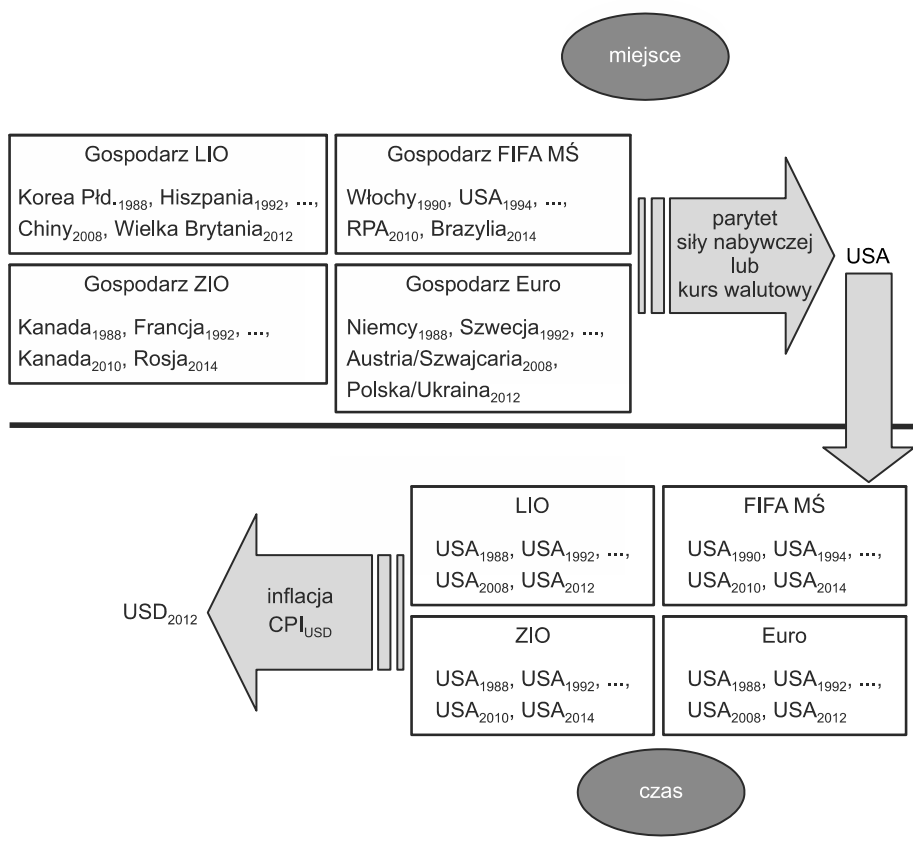 miejsce
Gospodarz LIO
Korea Płd.1988, Hiszpania1992, ...,
Chiny2008, Wielka Brytania2012
Gospodarz FIFA MŚ
Włochy1990, USA1994, ...,
RPA2010, Brazylia2014
Gospodarz ZIO
Kanada1988, Francja1992, ...,
Kanada2010, Rosja2014
Gospodarz Euro
Niemcy1988, Szwecja1992, ...,
Austria/Szwajcaria2008,
Polska/Ukraina2012
parytet
siły nabywczej
lub
kurs walutowy
USA
LIO
USA1988, USA1992, ...,
USA2008, USA2012
FIFA MŚ
USA1990, USA1994, ...,
USA2010, USA2014
ZIO
USA1988, USA1992, ...,
USA2010, USA2014
Euro
USA1988, USA1992, ...,
USA2008, USA2012
inflacja
CPIUSD
USD2012
czas